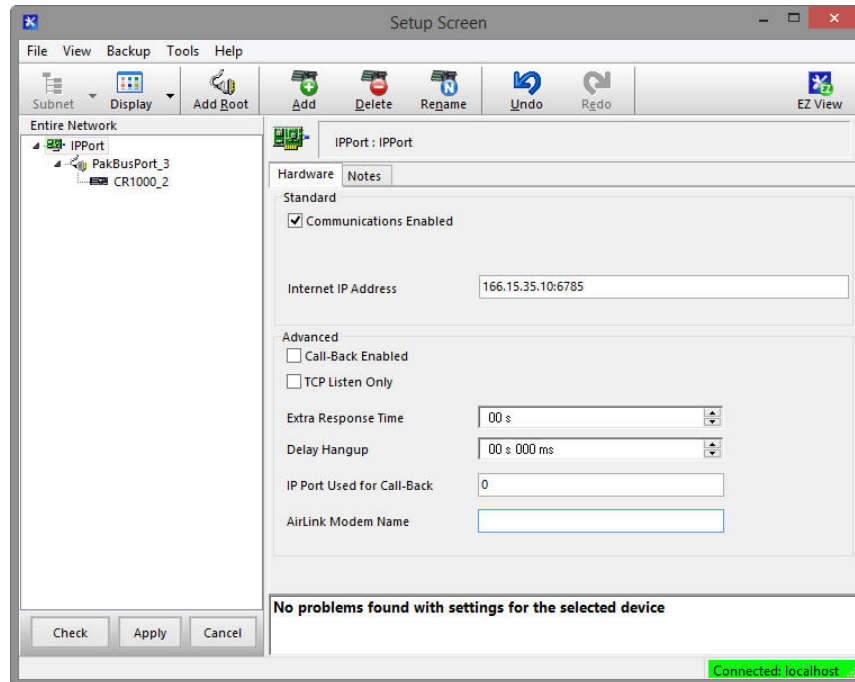 Setup Screen
File View Backup Tools Help
Subnet Display Add Root Add Delete Rename Undo Redo EZ View
Entire Network
IPPort
PakBusPort_3
CR1000_2
IPPort : IPPort
Hardware Notes
Standard
Communications Enabled
Internet IP Address 166.15.35.10:6785
Advanced
Call-Back Enabled
TCP Listen Only
Extra Response Time 00 s
Delay Hangup 00 s 000 ms
IP Port Used for Call-Back 0
AirLink Modem Name
No problems found with settings for the selected device
Check Apply Cancel
Connected: localhost